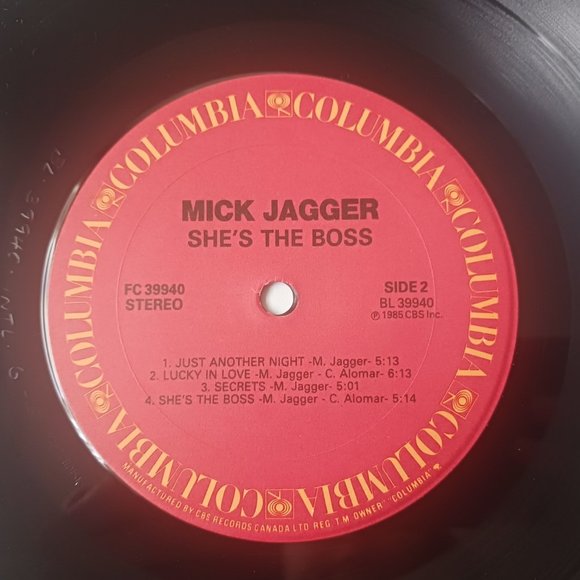 COLUMBIA COLUMBIA COLUMBIA COLUMBIA COLUMBIA COLUMBIA
MICK JAGGER
SHE'S THE BOSS
FC 39940
STEREO
SIDE 2
BL 39940
℗ 1985 CBS Inc.
1. JUST ANOTHER NIGHT -M. Jagger- 5:13
2. LUCKY IN LOVE -M. Jagger - C. Alomar- 6:13
3. SECRETS -M. Jagger- 5:01
4. SHE'S THE BOSS -M. Jagger - C. Alomar- 5:14
MANUFACTURED BY CBS RECORDS CANADA LTD REG T M OWNER "COLUMBIA"